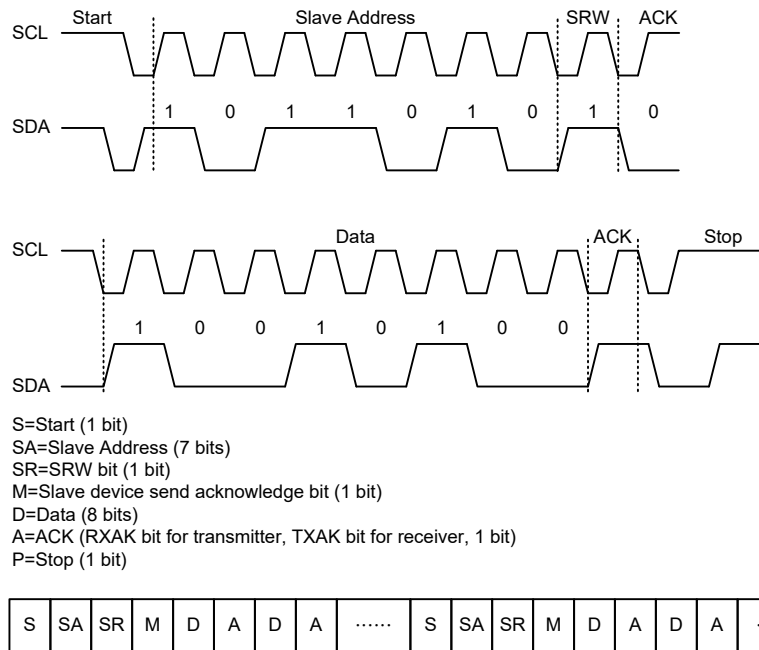 Start Slave Address SRW ACK
SCL
1 0 1 1 0 1 0 1 0
SDA
Data ACK Stop
SCL
1 0 0 1 0 1 0 0
SDA
S=Start (1 bit)
SA=Slave Address (7 bits)
SR=SRW bit (1 bit)
M=Slave device send acknowledge bit (1 bit)
D=Data (8 bits)
A=ACK (RXAK bit for transmitter, TXAK bit for receiver, 1 bit)
P=Stop (1 bit)
S SA SR M D A D A ······ S SA SR M D A D A